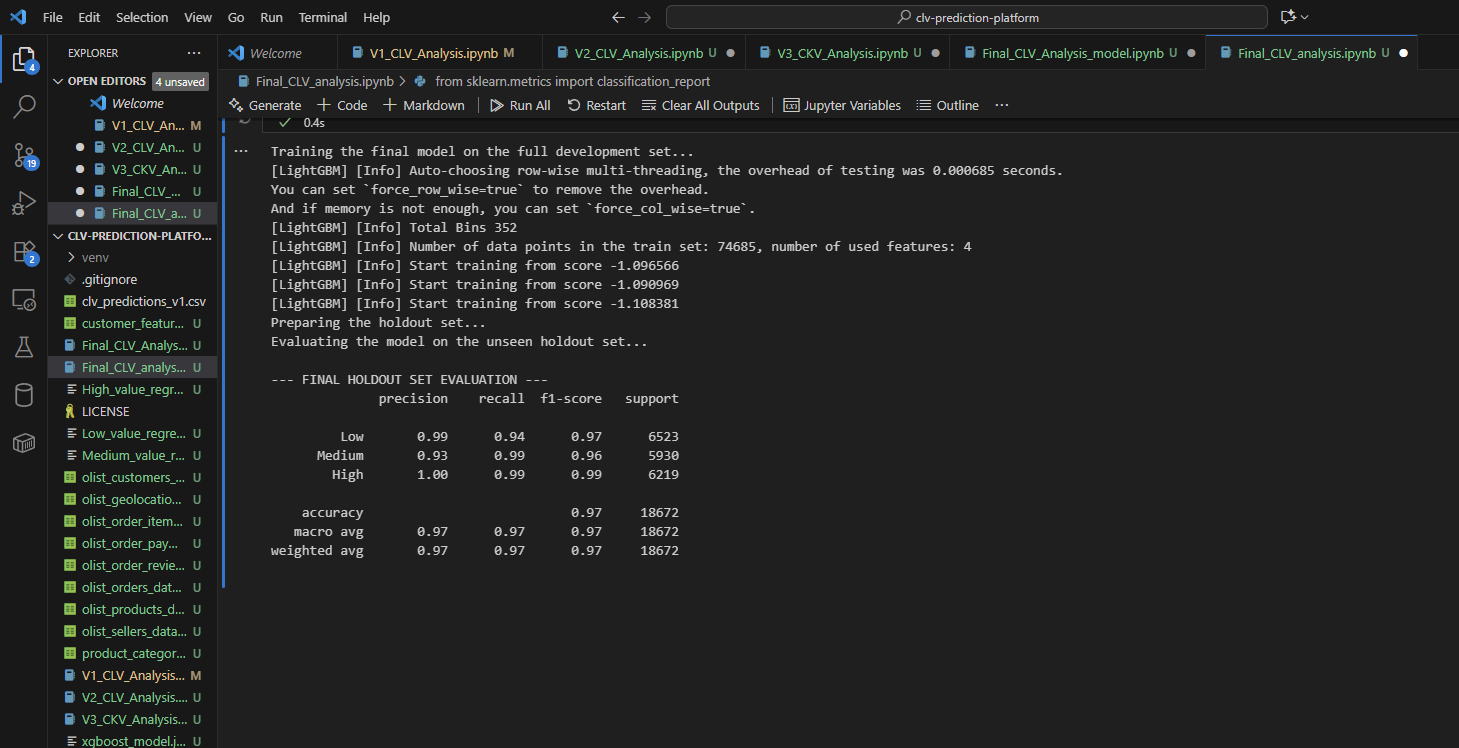 File Edit Selection View Go Run Terminal Help
clv-prediction-platform
4
19
2
EXPLORER ...
OPEN EDITORS 4 unsaved
Welcome
V1_CLV_An... M
V2_CLV_An... U
V3_CKV_An... U
Final_CLV_... U
Final_CLV_a... U
CLV-PREDICTION-PLATFO...
venv
.gitignore
clv_predictions_v1.csv
customer_featur... U
Final_CLV_Analys... U
Final_CLV_analys... U
High_value_regr... U
LICENSE
Low_value_regre... U
Medium_value_r... U
olist_customers_... U
olist_geolocatio... U
olist_order_item... U
olist_order_pay... U
olist_order_revie... U
olist_orders_dat... U
olist_products_d... U
olist_sellers_data... U
product_categor... U
V1_CLV_Analysis... M
V2_CLV_Analysis.... U
V3_CKV_Analysis... U
xgboost_model.j... U
Welcome V1_CLV_Analysis.ipynb M V2_CLV_Analysis.ipynb U V3_CKV_Analysis.ipynb U Final_CLV_Analysis_model.ipynb U Final_CLV_analysis.ipynb U
Final_CLV_analysis.ipynb > from sklearn.metrics import classification_report
Generate + Code + Markdown Run All Restart Clear All Outputs Jupyter Variables Outline ...
0.4s
... Training the final model on the full development set...
[LightGBM] [Info] Auto-choosing row-wise multi-threading, the overhead of testing was 0.000685 seconds.
You can set `force_row_wise=true` to remove the overhead.
And if memory is not enough, you can set `force_col_wise=true`.
[LightGBM] [Info] Total Bins 352
[LightGBM] [Info] Number of data points in the train set: 74685, number of used features: 4
[LightGBM] [Info] Start training from score -1.096566
[LightGBM] [Info] Start training from score -1.090969
[LightGBM] [Info] Start training from score -1.108381
Preparing the holdout set...
Evaluating the model on the unseen holdout set...
--- FINAL HOLDOUT SET EVALUATION ---
precision recall f1-score support
Low 0.99 0.94 0.97 6523
Medium 0.93 0.99 0.96 5930
High 1.00 0.99 0.99 6219
accuracy 0.97 18672
macro avg 0.97 0.97 0.97 18672
weighted avg 0.97 0.97 0.97 18672